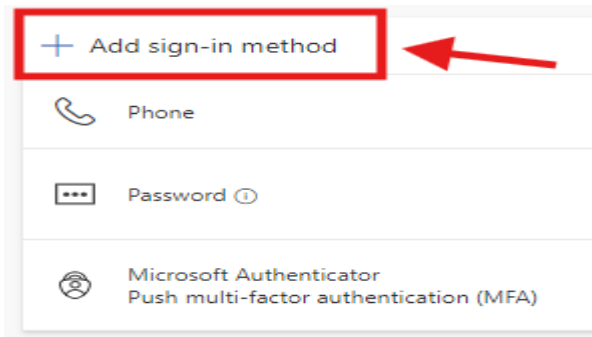 + Add sign-in method
Phone
Password
Microsoft Authenticator
Push multi-factor authentication (MFA)